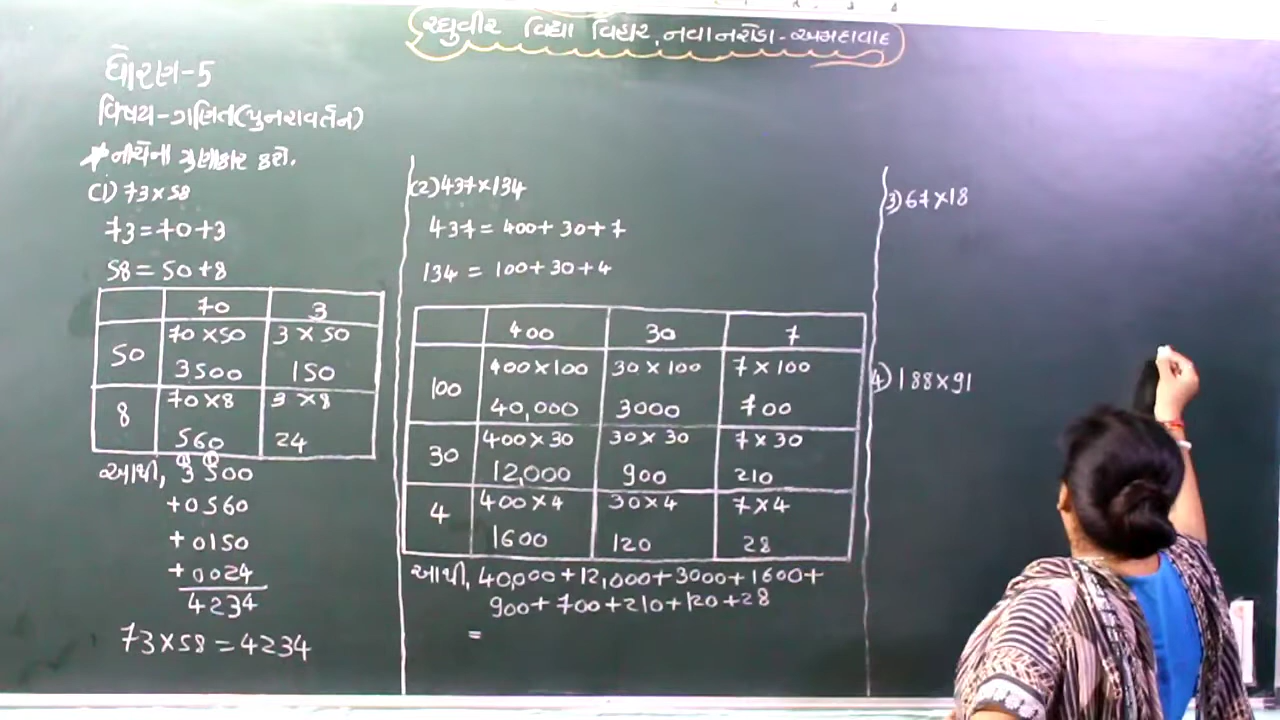 રઘુવીર વિદ્યા વિહાર, નવાનરોડા-અમદાવાદ
ધોરણ-5
વિષય-ગણિત(પુનરાવર્તન)
* નીચેના ગુણાકાર કરો.
(1) 73×58
73=70+3
58=50+8
70 3
50 70×50 3×50
3500 150
8 70×8 3×8
560 24
આથી, 3500
+0560
+0150
+0024
4234
73×58=4234
(2) 437×134
437=400+30+7
134=100+30+4
400 30 7
100 400×100 30×100 7×100
40,000 3000 700
30 400×30 30×30 7×30
12,000 900 210
4 400×4 30×4 7×4
1600 120 28
આથી, 40,000+12,000+3000+1600+
900+700+210+120+28
=
3) 67×18
4) 188×91